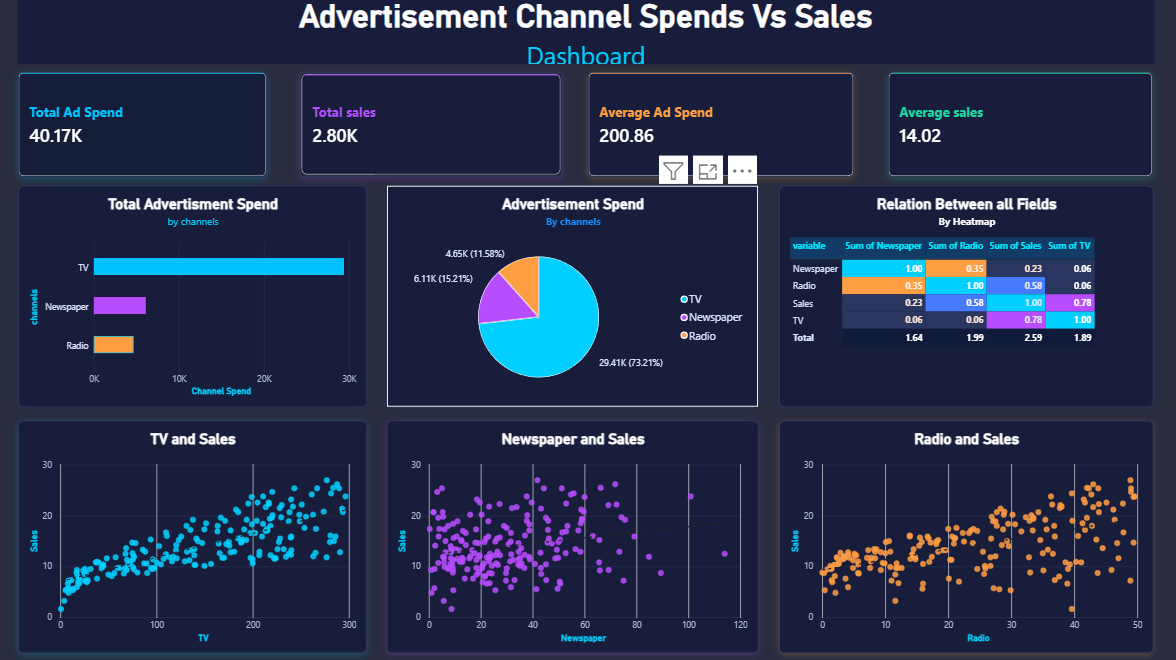 Advertisement Channel Spends Vs Sales
Dashboard
Total Ad Spend
40.17K
Total sales
2.80K
Average Ad Spend
200.86
Average sales
14.02
Total Advertisment Spend
by channels
channels
TV
Newspaper
Radio
0K 10K 20K 30K
Channel Spend
Advertisement Spend
By channels
4.65K (11.58%)
6.11K (15.21%)
29.41K (73.21%)
TV
Newspaper
Radio
Relation Between all Fields
By Heatmap
variable Sum of Newspaper Sum of Radio Sum of Sales Sum of TV
Newspaper 1.00 0.35 0.23 0.06
Radio 0.35 1.00 0.58 0.06
Sales 0.23 0.58 1.00 0.78
TV 0.06 0.06 0.78 1.00
Total 1.64 1.99 2.59 1.89
TV and Sales
Sales
30
20
10
0
0 100 200 300
TV
Newspaper and Sales
Sales
30
20
10
0
0 20 40 60 80 100 120
Newspaper
Radio and Sales
Sales
30
20
10
0
0 10 20 30 40 50
Radio